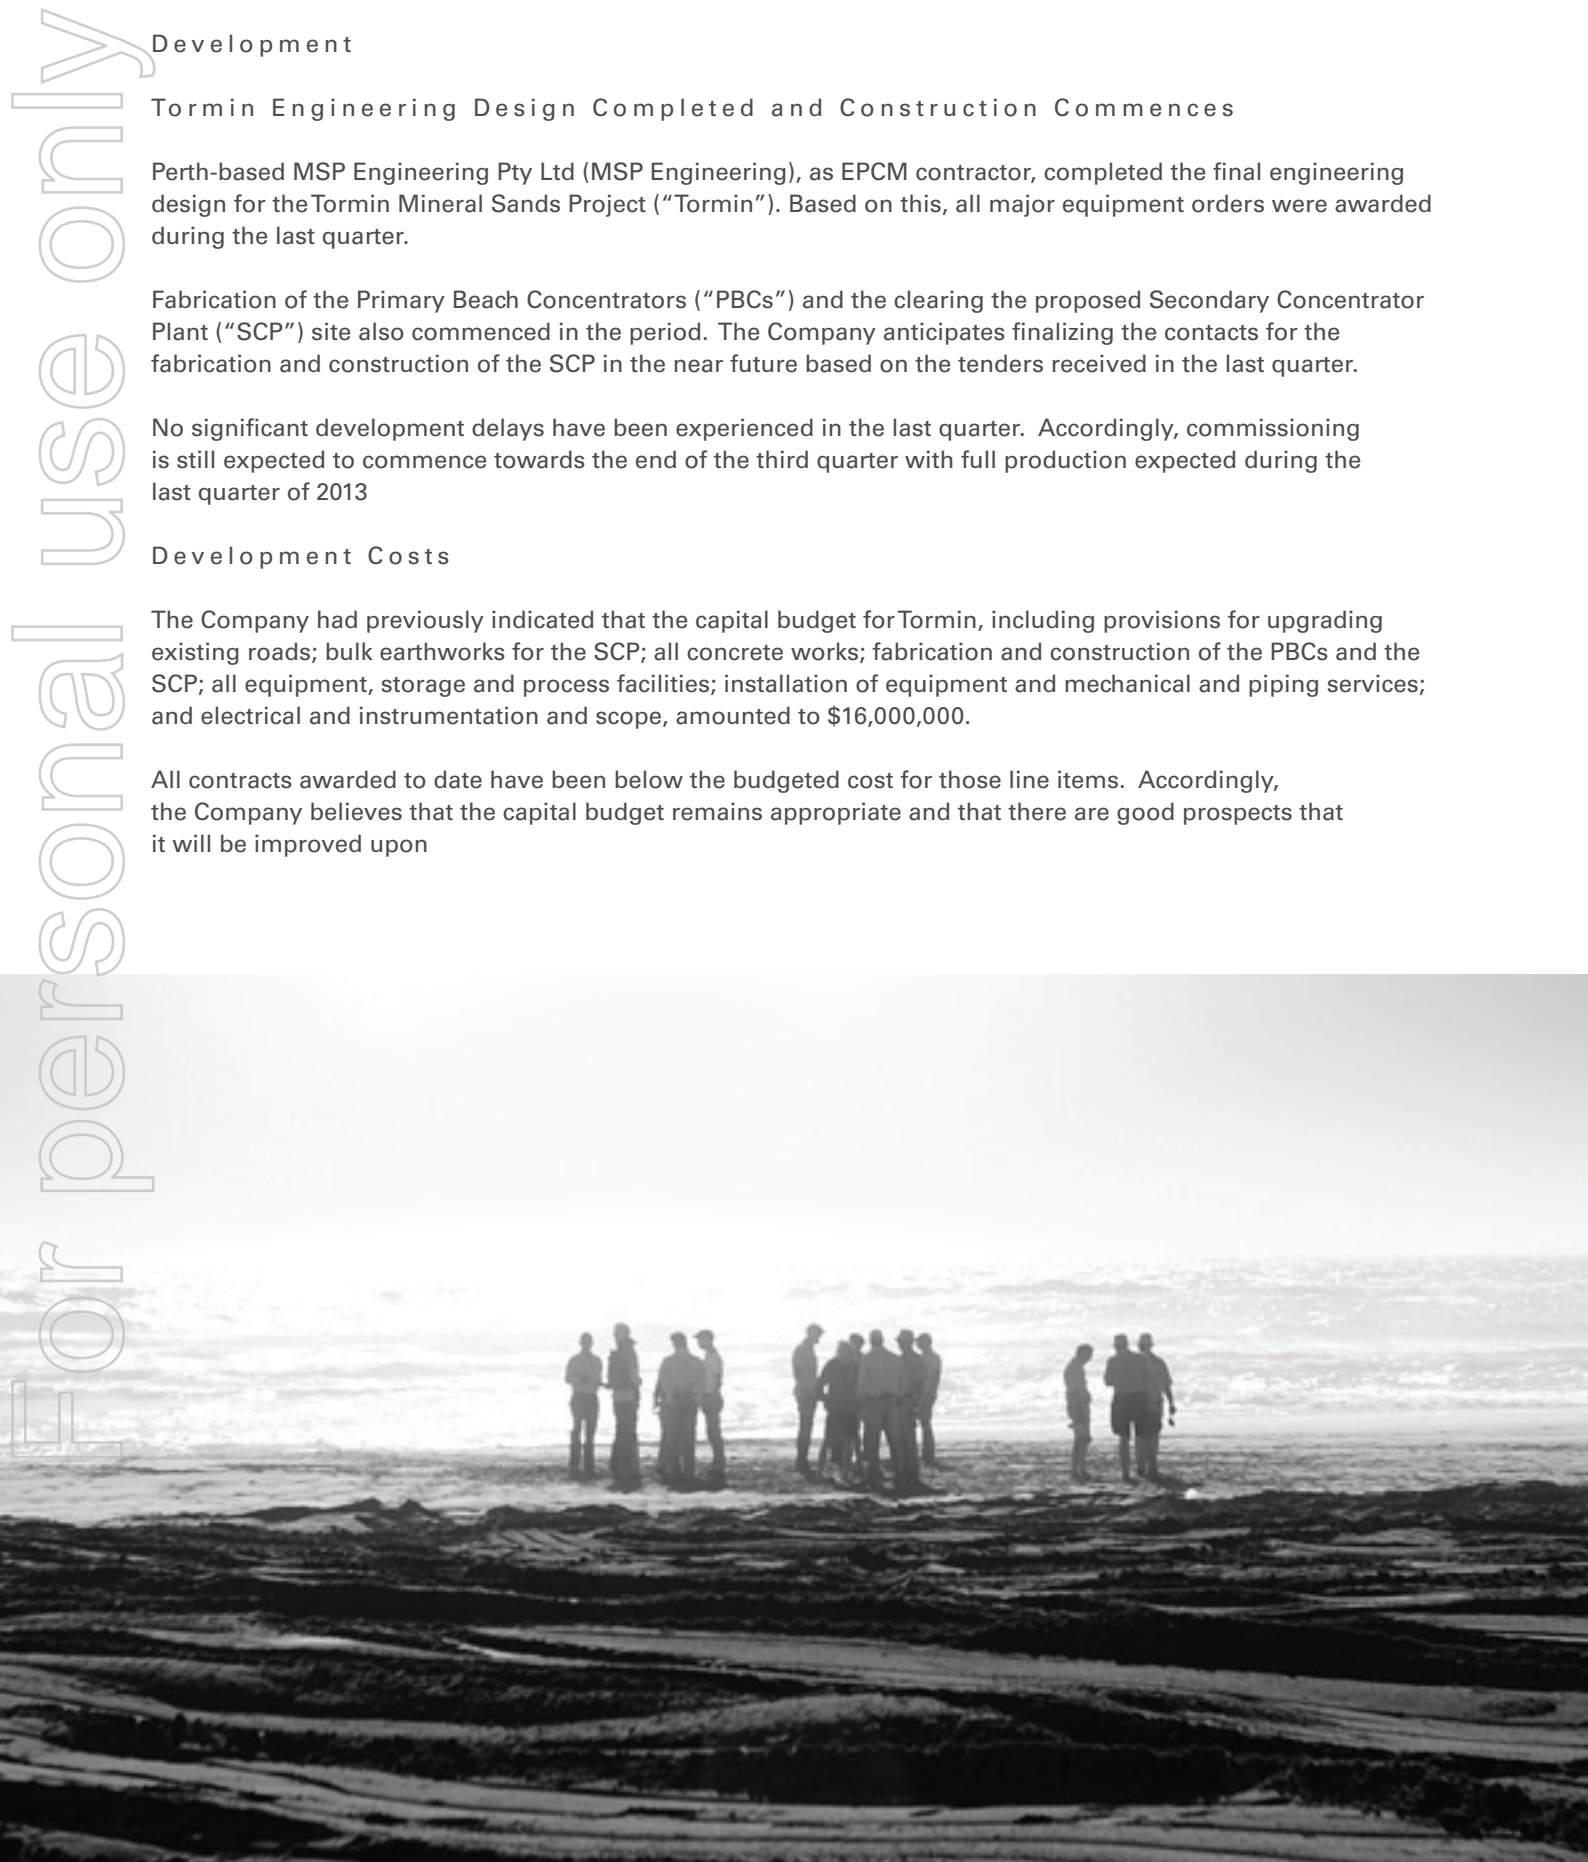 Development
Tormin Engineering Design Completed and Construction Commences
Perth-based MSP Engineering Pty Ltd (MSP Engineering), as EPCM contractor, completed the final engineering
design for the Tormin Mineral Sands Project (“Tormin”). Based on this, all major equipment orders were awarded
during the last quarter.
Fabrication of the Primary Beach Concentrators (“PBCs”) and the clearing the proposed Secondary Concentrator
Plant (“SCP”) site also commenced in the period. The Company anticipates finalizing the contacts for the
fabrication and construction of the SCP in the near future based on the tenders received in the last quarter.
No significant development delays have been experienced in the last quarter. Accordingly, commissioning
is still expected to commence towards the end of the third quarter with full production expected during the
last quarter of 2013
Development Costs
The Company had previously indicated that the capital budget for Tormin, including provisions for upgrading
existing roads; bulk earthworks for the SCP; all concrete works; fabrication and construction of the PBCs and the
SCP; all equipment, storage and process facilities; installation of equipment and mechanical and piping services;
and electrical and instrumentation and scope, amounted to $16,000,000.
All contracts awarded to date have been below the budgeted cost for those line items. Accordingly,
the Company believes that the capital budget remains appropriate and that there are good prospects that
it will be improved upon
For personal use only